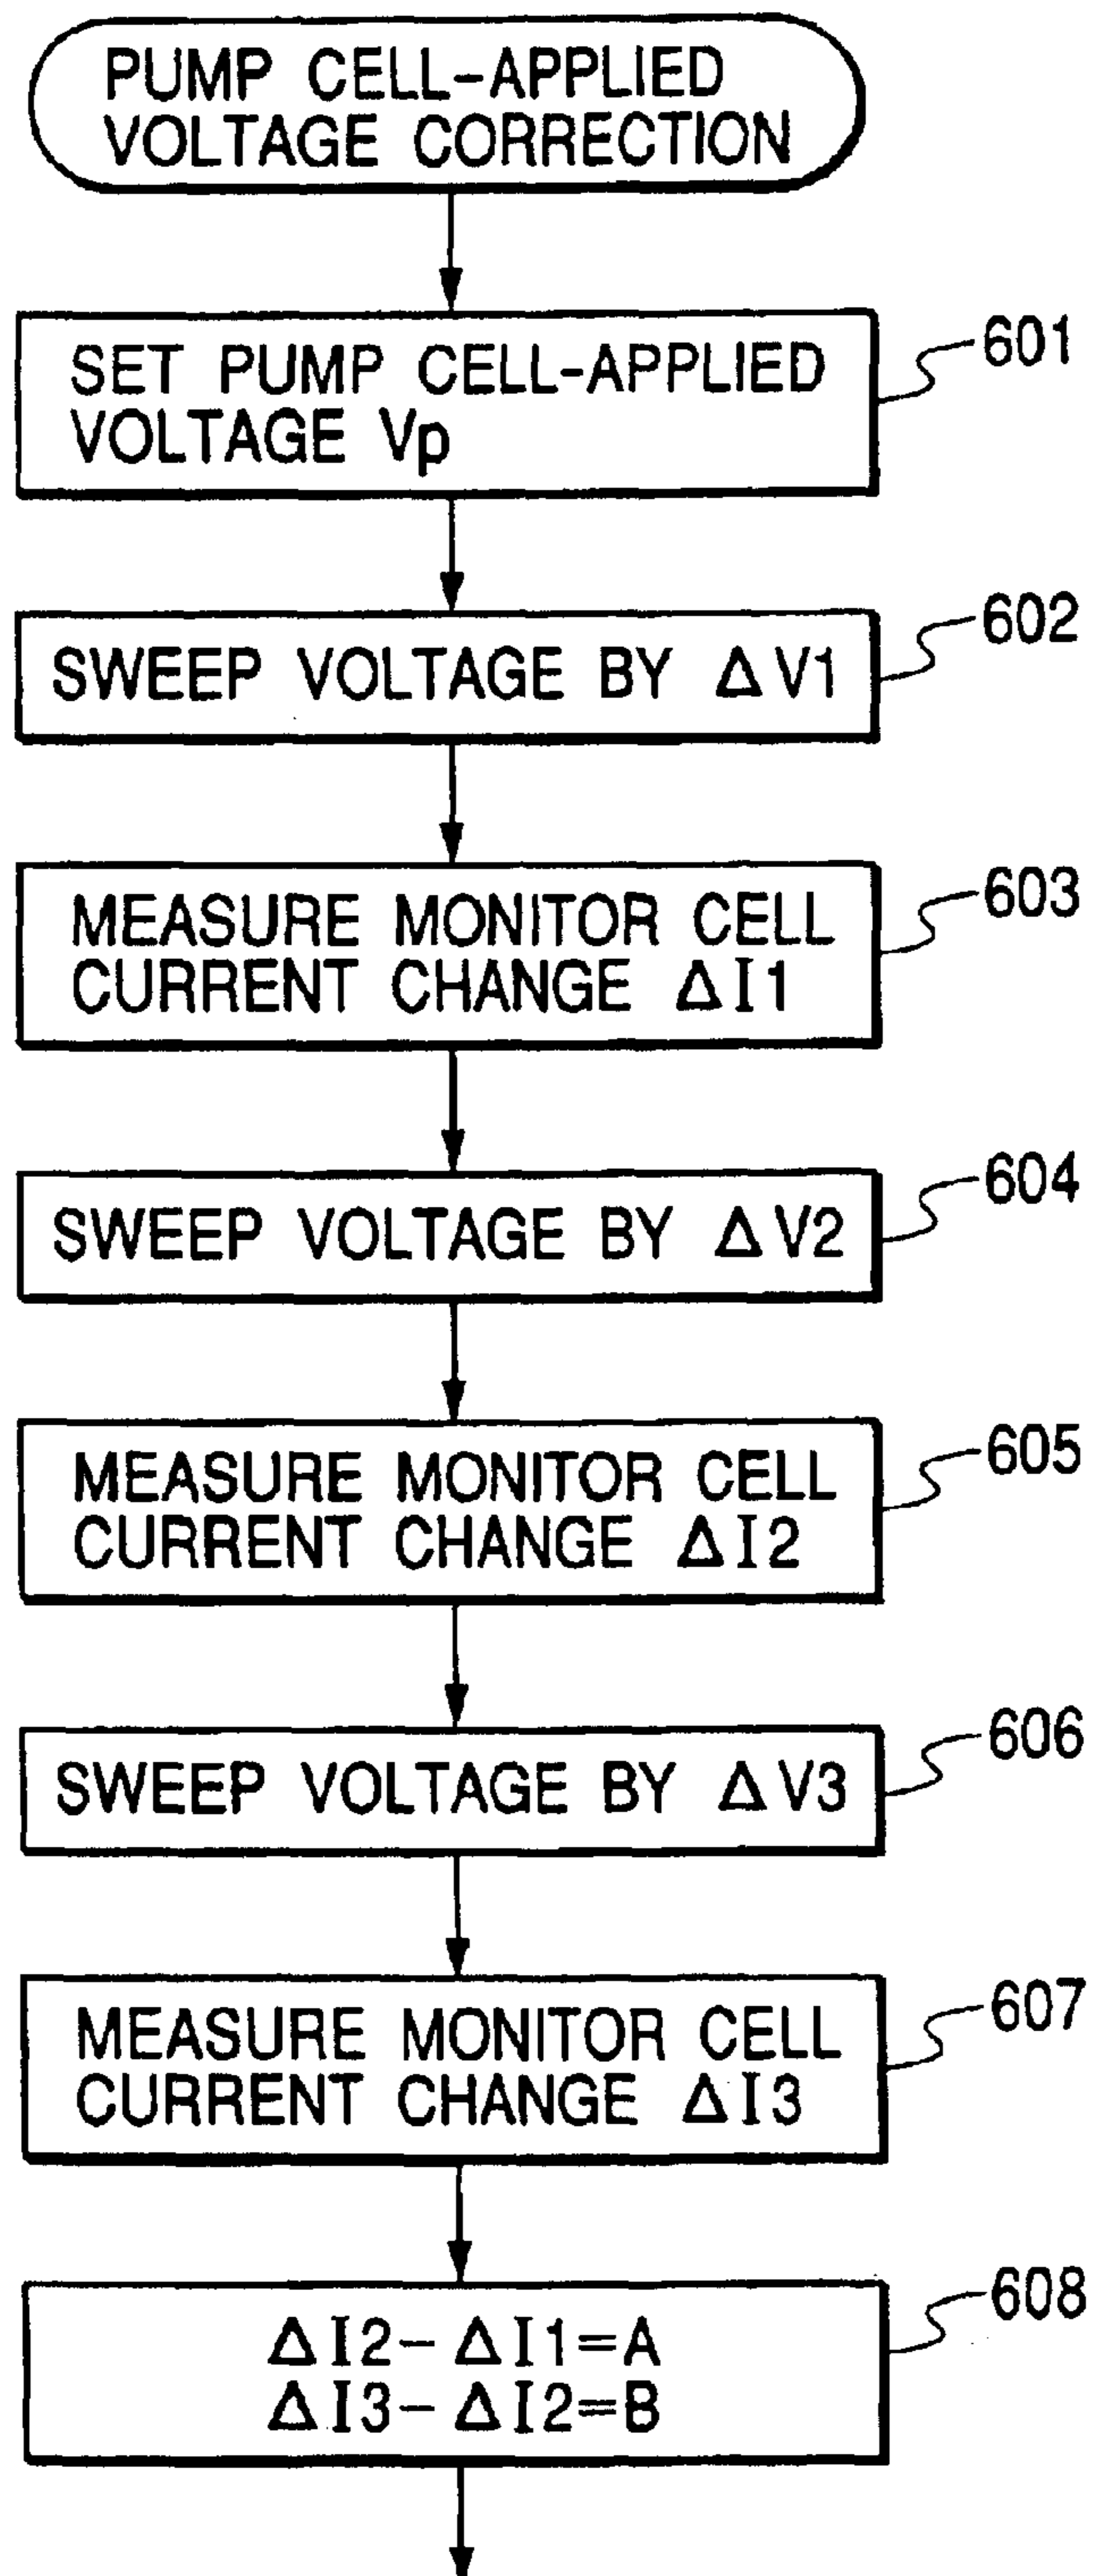 PUMP CELL-APPLIED
VOLTAGE CORRECTION
SET PUMP CELL-APPLIED
VOLTAGE Vp
601
SWEEP VOLTAGE BY ΔV1
602
MEASURE MONITOR CELL
CURRENT CHANGE ΔI1
603
SWEEP VOLTAGE BY ΔV2
604
MEASURE MONITOR CELL
CURRENT CHANGE ΔI2
605
SWEEP VOLTAGE BY ΔV3
606
MEASURE MONITOR CELL
CURRENT CHANGE ΔI3
607
ΔI2-ΔI1=A
ΔI3-ΔI2=B
608